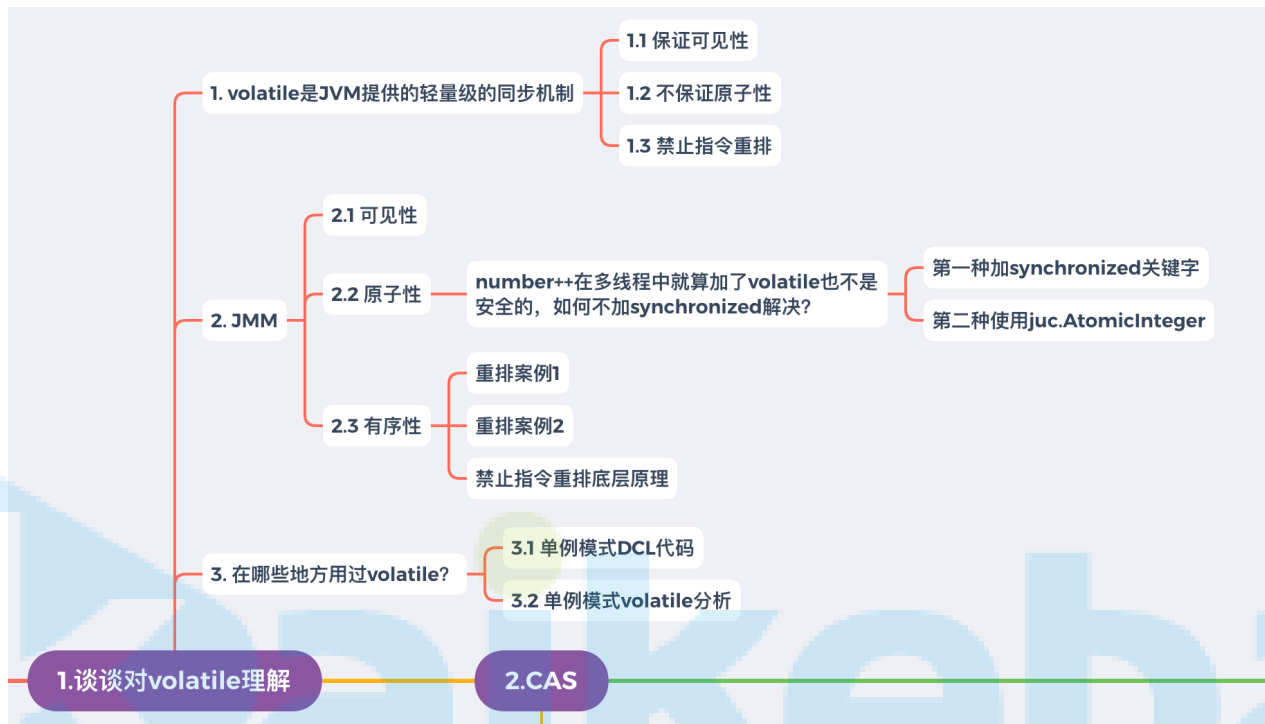 1.1 保证可见性
1. volatile是JVM提供的轻量级的同步机制
1.2 不保证原子性
1.3 禁止指令重排
2.1 可见性
2. JMM
2.2 原子性
number++在多线程中就算加了volatile也不是
安全的，如何不加synchronized解决？
第一种加synchronized关键字
第二种使用juc.AtomicInteger
2.3 有序性
重排案例1
重排案例2
禁止指令重排底层原理
3. 在哪些地方用过volatile？
3.1 单例模式DCL代码
3.2 单例模式volatile分析
1.谈谈对volatile理解
2.CAS
kaikeba